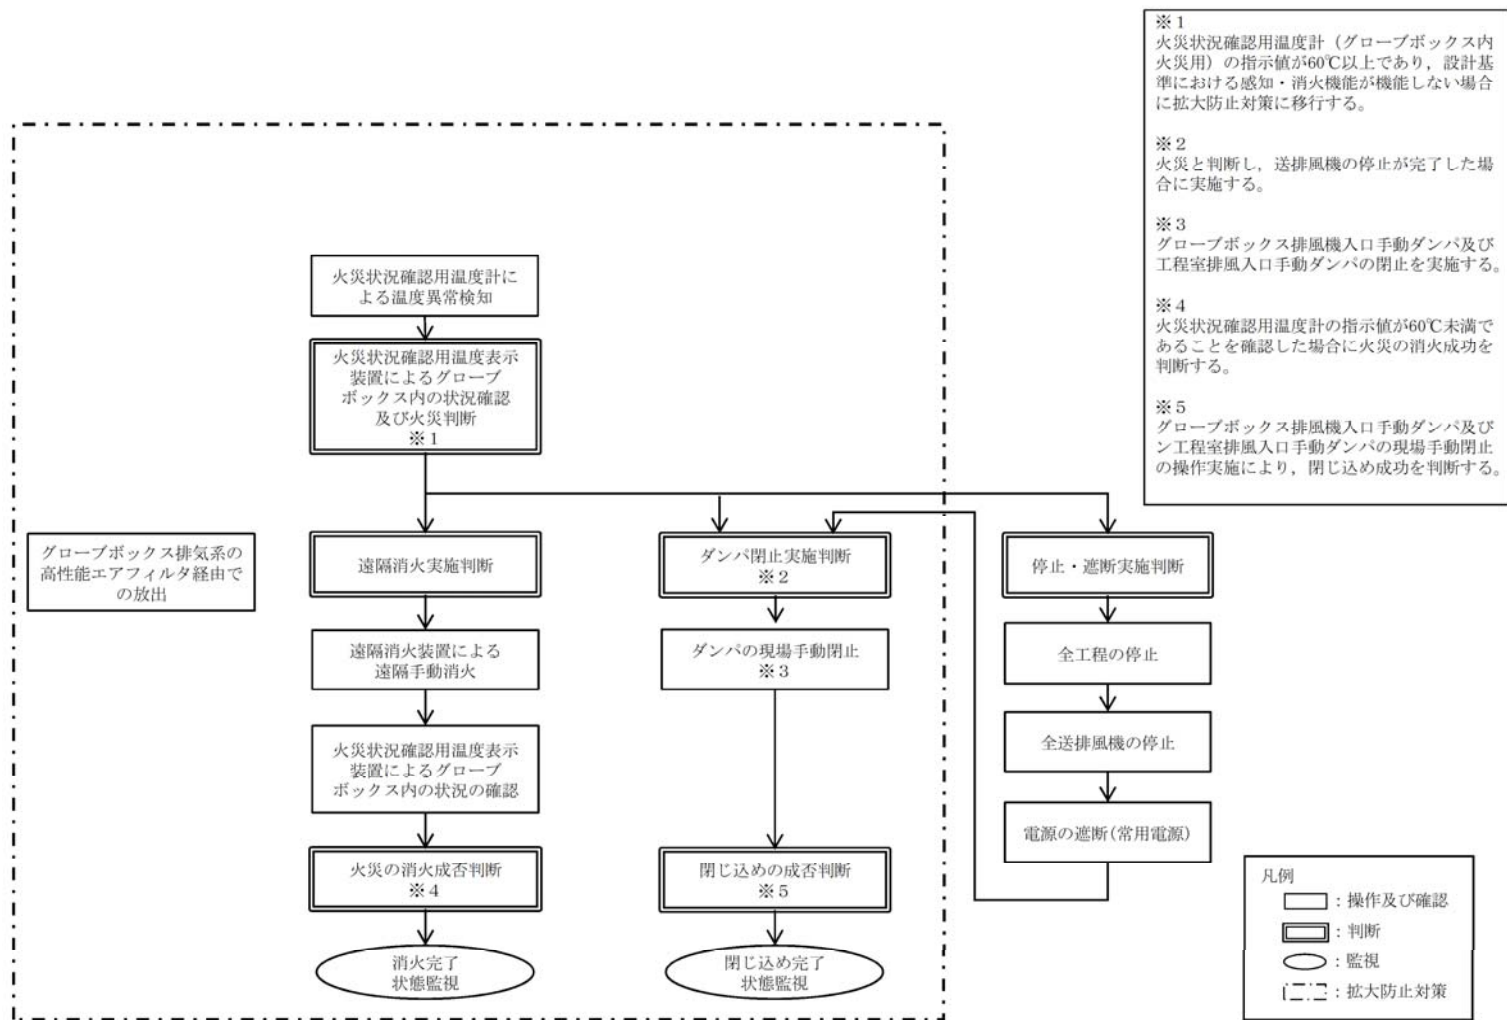 ※１
火災状況確認用温度計（グローブボックス内
火災用）の指示値が60℃以上であり，設計基
準における感知・消火機能が機能しない場合
に拡大防止対策に移行する。
※２
火災と判断し，送排風機の停止が完了した場
合に実施する。
※３
グローブボックス排風機入口手動ダンパ及び
工程室排風入口手動ダンパの閉止を実施する。
※４
火災状況確認用温度計の指示値が60℃未満で
あることを確認した場合に火災の消火成功を
判断する。
※５
グローブボックス排風機入口手動ダンパ及び
ン工程室排風入口手動ダンパの現場手動閉止
の操作実施により，閉じ込め成功を判断する。
火災状況確認用温度計に
よる温度異常検知
火災状況確認用温度表示
装置によるグローブ
ボックス内の状況確認
及び火災判断
※１
グローブボックス排気系の
高性能エアフィルタ経由で
の放出
遠隔消火実施判断
遠隔消火装置による
遠隔手動消火
火災状況確認用温度表示
装置によるグローブ
ボックス内の状況の確認
火災の消火成否判断
※４
消火完了
状態監視
ダンパ閉止実施判断
※２
ダンパの現場手動閉止
※３
閉じ込めの成否判断
※５
閉じ込め完了
状態監視
停止・遮断実施判断
全工程の停止
全送排風機の停止
電源の遮断(常用電源)
凡例
：操作及び確認
：判断
：監視
：拡大防止対策